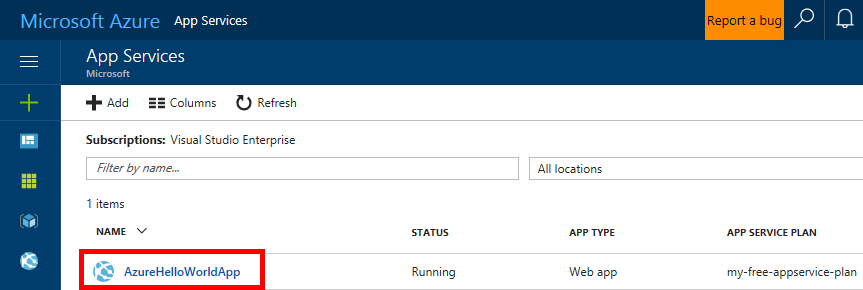 Microsoft Azure App Services Report a bug
App Services
Microsoft
Add Columns Refresh
Subscriptions: Visual Studio Enterprise
Filter by name... All locations
1 items
NAME STATUS APP TYPE APP SERVICE PLAN
AzureHelloWorldApp Running Web app my-free-appservice-plan